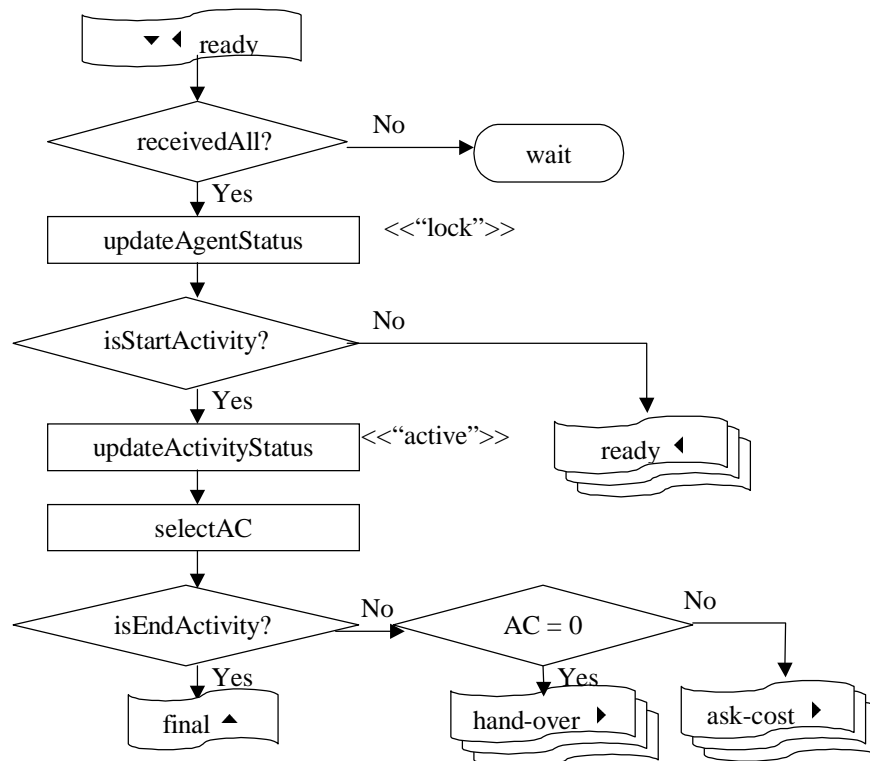 ready
receivedAll?
No
wait
Yes
updateAgentStatus
<<“lock”>>
isStartActivity?
No
Yes
updateActivityStatus
<<“active”>>
ready
selectAC
isEndActivity?
No
AC = 0
No
Yes
Yes
final
hand-over
ask-cost